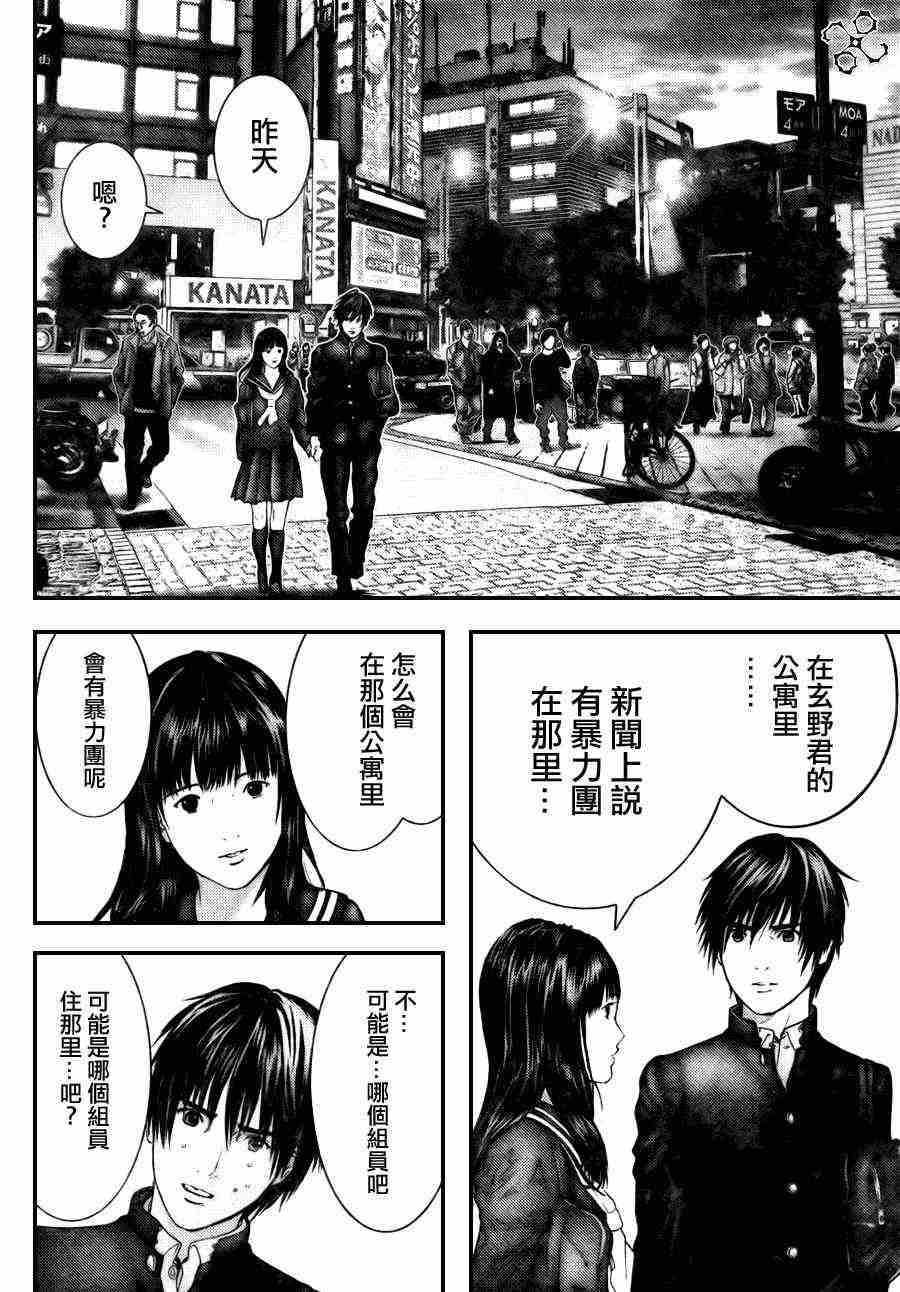 昨天
嗯?
KANATA
KANATA
モア
4
MOA
4
在玄野君的
公寓里
……
新聞上説
有暴力團
在那里…
怎么會
在那個公寓里
會有暴力團呢
不…
可能是…哪個組員吧
可能是哪個組員
住那里…吧?